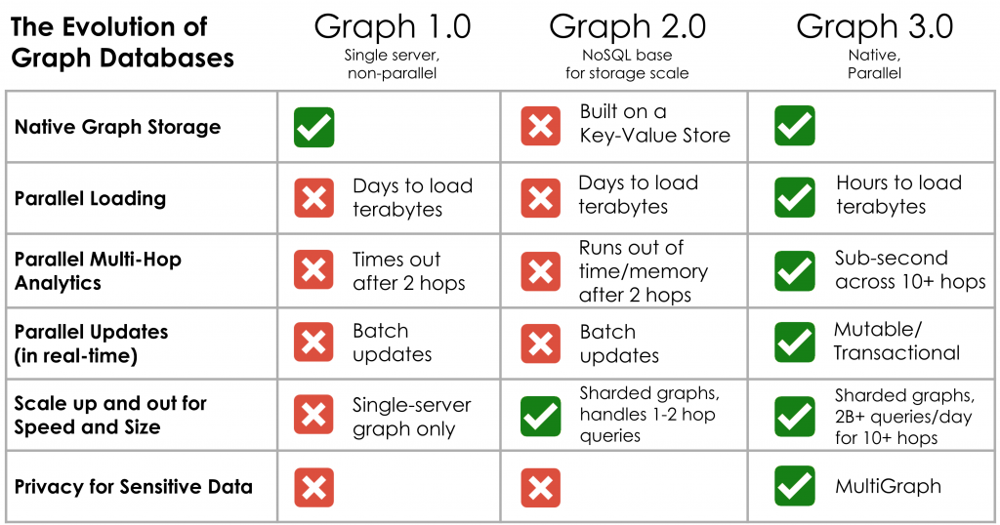 The Evolution of
Graph Databases
Graph 1.0
Single server,
non-parallel
Graph 2.0
NoSQL base
for storage scale
Graph 3.0
Native,
Parallel
Native Graph Storage
Built on a
Key-Value Store
Parallel Loading
Days to load
terabytes
Days to load
terabytes
Hours to load
terabytes
Parallel Multi-Hop
Analytics
Times out
after 2 hops
Runs out of
time/memory
after 2 hops
Sub-second
across 10+ hops
Parallel Updates
(in real-time)
Batch
updates
Batch
updates
Mutable/
Transactional
Scale up and out for
Speed and Size
Single-server
graph only
Sharded graphs,
handles 1-2 hop
queries
Sharded graphs,
2B+ queries/day
for 10+ hops
Privacy for Sensitive Data
MultiGraph